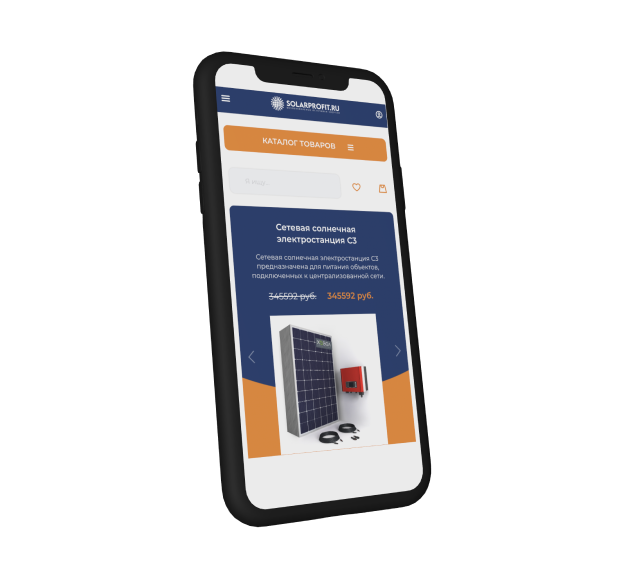 SOLARPROFIT.RU
КАТАЛОГ ТОВАРОВ
Я ищу...
Сетевая солнечная
электростанция С3
Сетевая солнечная электростанция С3
предназначена для питания объектов,
подключенных к централизованной сети.
345592 руб. 345592 руб.